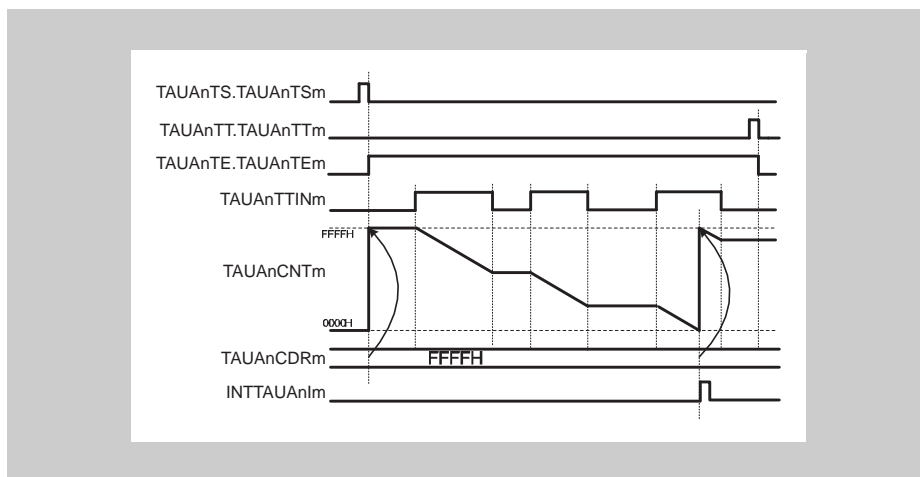 TAUAnTS.TAUAnTSm
TAUAnTT.TAUAnTTm
TAUAnTE.TAUAnTEm
TAUAnTTINm
FFFFH
TAUAnCNTm
0000H
TAUAnCDRm
FFFFH
INTTAUAnIm